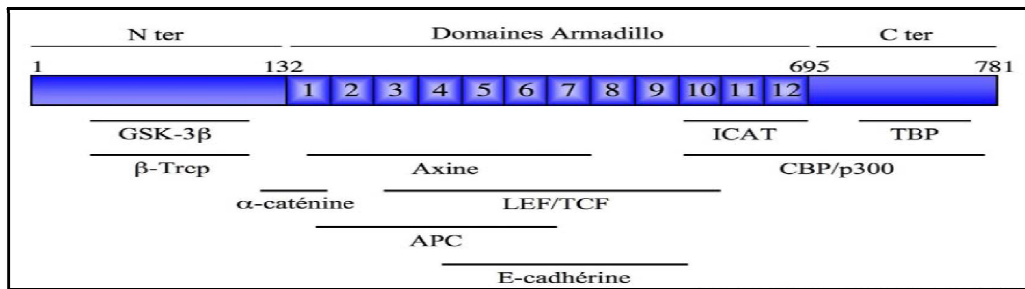 N ter Domaines Armadillo C ter
1 132 695 781
1 2 3 4 5 6 7 8 9 10 11 12
GSK-3β ICAT TBP
β-Trcp Axine CBP/p300
α-caténine LEF/TCF
APC
E-cadhérine